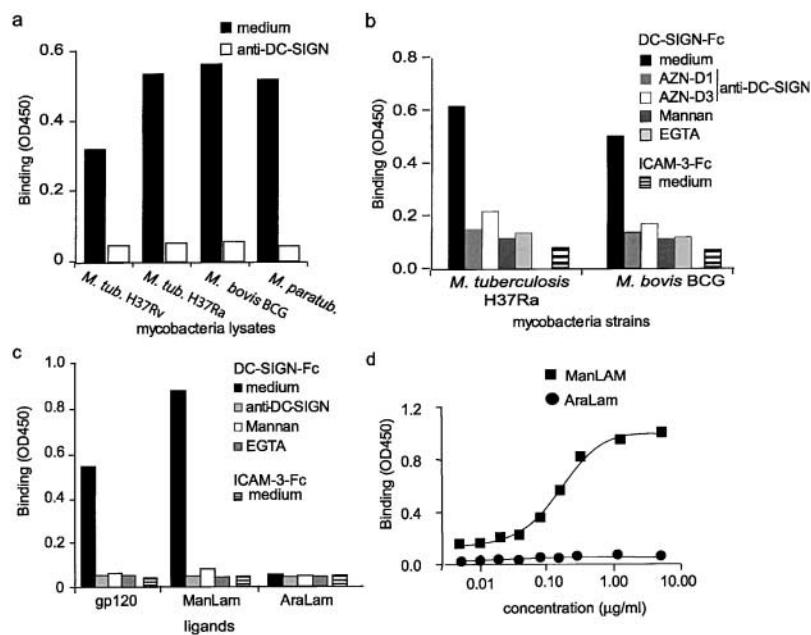 a
medium
anti-DC-SIGN
Binding (OD450)
0.6
0.4
0.2
0.0
M. tub. H37Rv
M. tub. H37Ra
M. bovis BCG
M. paratub.
mycobacteria lysates
b
DC-SIGN-Fc
medium
AZN-D1
AZN-D3
anti-DC-SIGN
Mannan
EGTA
ICAM-3-Fc
medium
Binding (OD450)
0.8
0.6
0.4
0.2
0.0
M. tuberculosis
H37Ra
M. bovis BCG
mycobacteria strains
c
DC-SIGN-Fc
medium
anti-DC-SIGN
Mannan
EGTA
ICAM-3-Fc
medium
Binding (OD450)
1.0
0.8
0.6
0.4
0.2
0
gp120
ManLam
AraLam
ligands
d
ManLAM
AraLam
Binding (OD450)
1.2
0.8
0.4
0.0
0.01
0.10
1.00
5.00
concentration (µg/ml)